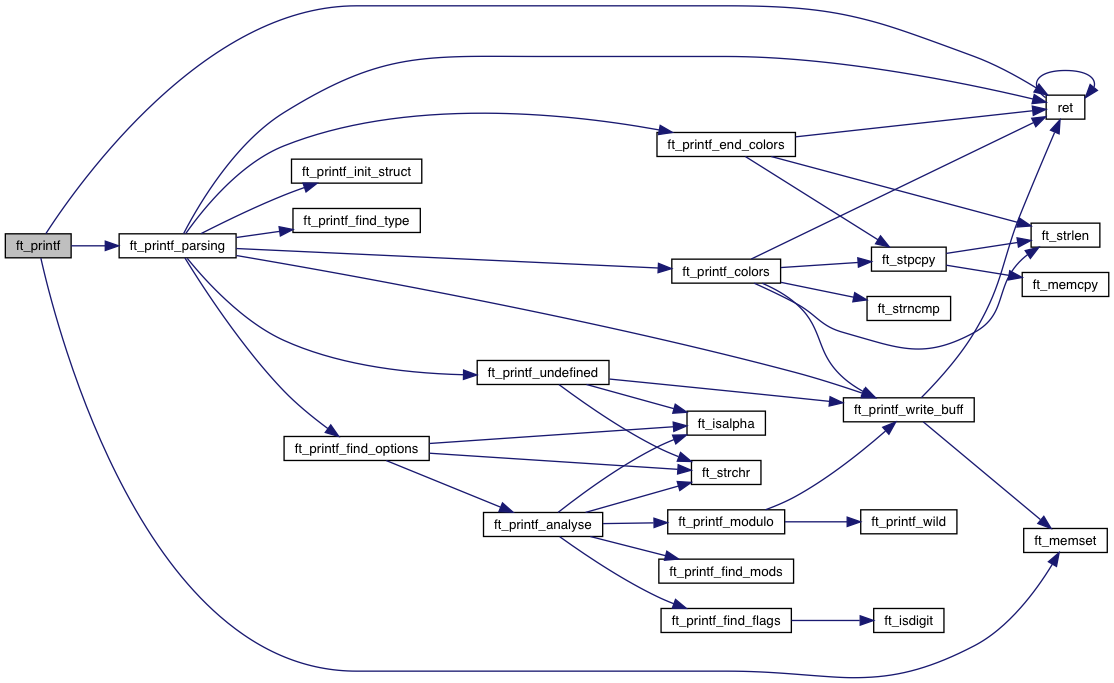 ft_printf
ft_printf_parsing
ft_printf_init_struct
ft_printf_find_type
ft_printf_find_options
ft_printf_undefined
ft_printf_analyse
ft_printf_end_colors
ft_printf_colors
ft_isalpha
ft_strchr
ft_printf_modulo
ft_printf_find_mods
ft_printf_find_flags
ft_stpcpy
ft_strncmp
ft_printf_write_buff
ft_printf_wild
ft_isdigit
ret
ft_strlen
ft_memcpy
ft_memset